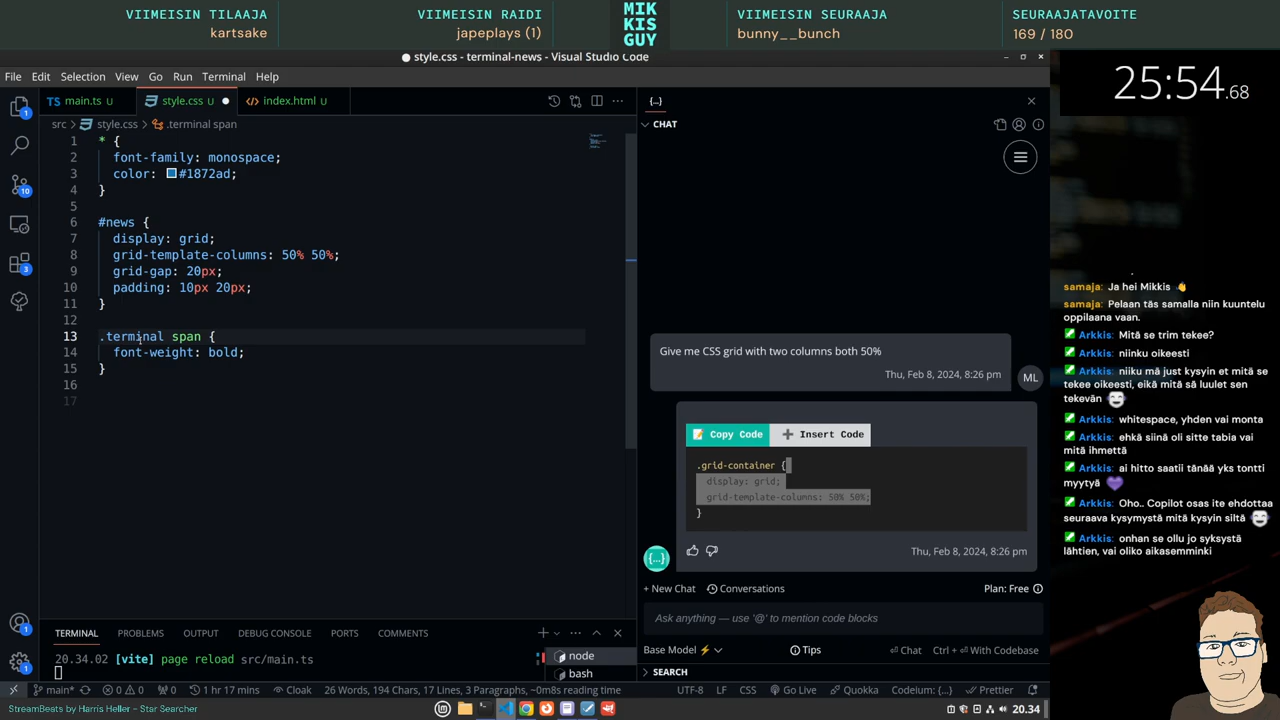 VIIMEISIN TILAAJA
kartsake
VIIMEISIN RAIDI
japeplays (1)
MIK
KIS
GUY
VIIMEISIN SEURAAJA
bunny__bunch
SEURAAJATAVOITE
169 / 180
style.css - terminal-news - Visual Studio Code
File Edit Selection View Go Run Terminal Help
TS main.ts U
style.css U
index.html U
src > style.css > .terminal span
1 * {
2 font-family: monospace;
3 color: #1872ad;
4 }
5
6 #news {
7 display: grid;
8 grid-template-columns: 50% 50%;
9 grid-gap: 20px;
10 padding: 10px 20px;
11 }
12
13 .terminal span {
14 font-weight: bold;
15 }
16
17
1
10
3
1
1
TERMINAL PROBLEMS OUTPUT DEBUG CONSOLE PORTS COMMENTS
20.34.02 [vite] page reload src/main.ts
node
bash
{...}
CHAT
Give me CSS grid with two columns both 50%
Thu, Feb 8, 2024, 8:26 pm
ML
Copy Code
Insert Code
.grid-container {
display: grid;
grid-template-columns: 50% 50%;
}
Thu, Feb 8, 2024, 8:26 pm
{...}
+ New Chat Conversations Plan: Free
Ask anything — use '@' to mention code blocks
Base Model ⚡ Tips Chat Ctrl + ⏎ With Codebase
SEARCH
main* 0 0 0 1 hr 17 mins Cloak 26 Words, 194 Chars, 17 Lines, 3 Paragraphs, ~0m8s reading time UTF-8 LF CSS Go Live Quokka Codeium: {...} Prettier
StreamBeats by Harris Heller - Star Searcher
20.34
25:54.68
samaja: Ja hei Mikkis 👋
samaja: Pelaan täs samalla niin kuuntelu
oppilaana vaan.
Arkkis: Mitä se trim tekee?
Arkkis: niinku oikeesti
Arkkis: niiku mä just kysyin et mitä se
tekee oikeesti, eikä mitä sä luulet sen
tekevän
Arkkis: whitespace, yhden vai monta
Arkkis: ehkä siinä oli sitte tabia vai
mitä ihmettä
Arkkis: ai hitto saatii tänää yks tontti
myytyä
Arkkis: Oho.. Copilot osas ite ehdottaa
seuraava kysymystä mitä kysyin siltä
Arkkis: onhan se ollu jo syksystä
lähtien, vai oliko aikasemminki